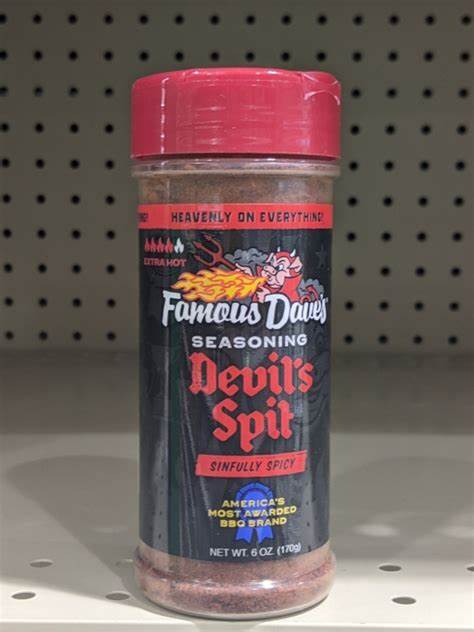 HEAVENLY ON EVERYTHING!
EXTRA HOT
Famous Dave's
SEASONING
Devil's
Spit
SINFULLY SPICY
AMERICA'S
MOST AWARDED
BBQ BRAND
NET WT. 6 OZ. (170g)